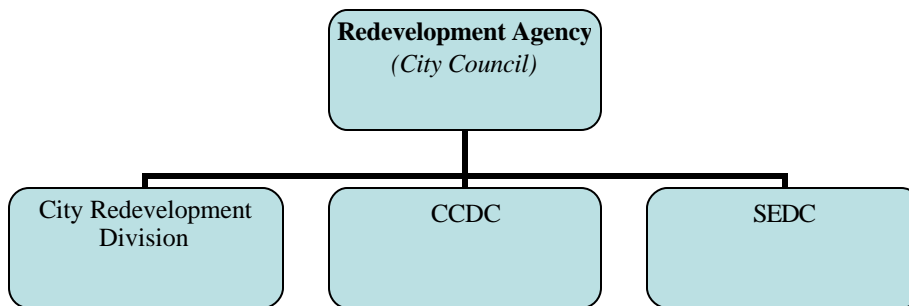 Redevelopment Agency
(City Council)
City Redevelopment
Division
CCDC
SEDC